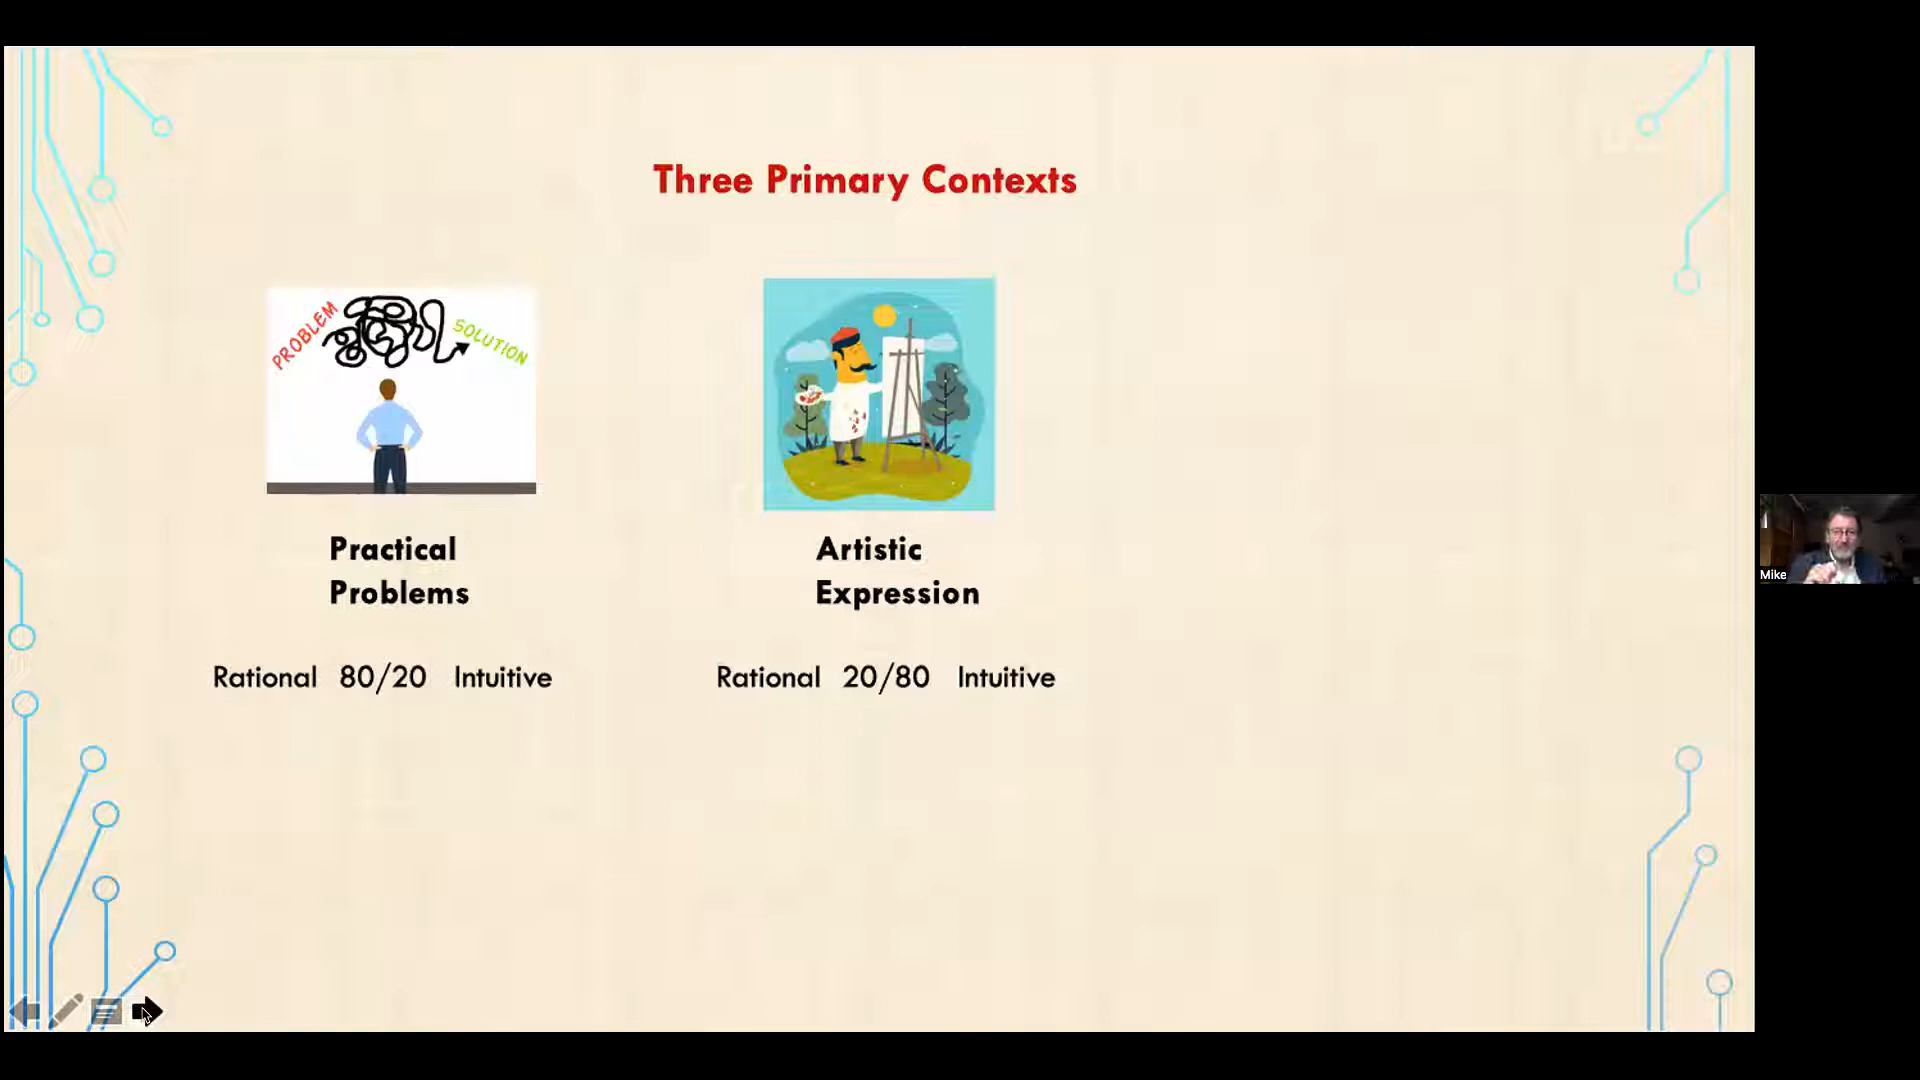 Three Primary Contexts
PROBLEM
SOLUTION
Practical
Problems
Artistic
Expression
Rational 80/20 Intuitive
Rational 20/80 Intuitive
Mike